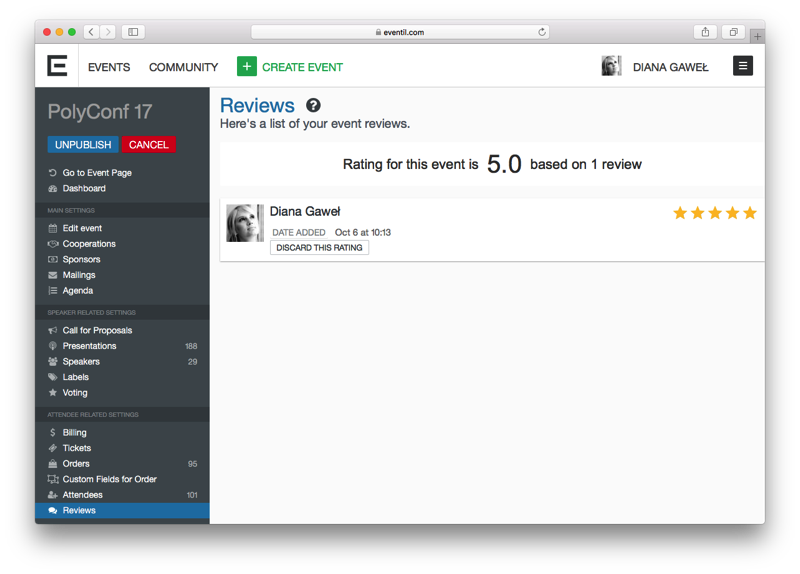 eventil.com
EVENTS COMMUNITY + CREATE EVENT DIANA GAWEŁ
PolyConf 17
UNPUBLISH CANCEL
Go to Event Page
Dashboard
MAIN SETTINGS
Edit event
Cooperations
Sponsors
Mailings
Agenda
SPEAKER RELATED SETTINGS
Call for Proposals
Presentations 188
Speakers 29
Labels
Voting
ATTENDEE RELATED SETTINGS
Billing
Tickets
Orders 95
Custom Fields for Order
Attendees 101
Reviews
Reviews ?
Here's a list of your event reviews.
Rating for this event is 5.0 based on 1 review
Diana Gaweł
DATE ADDED Oct 6 at 10:13
DISCARD THIS RATING